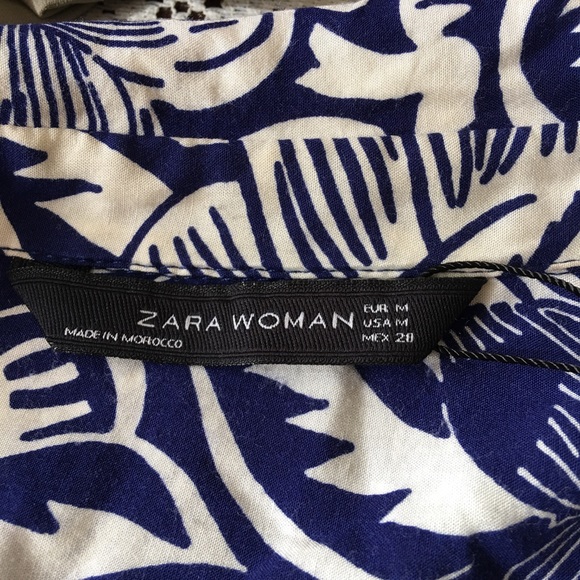 ZARA WOMAN
MADE IN MOROCCO
EUR M
USA M
MEX 28